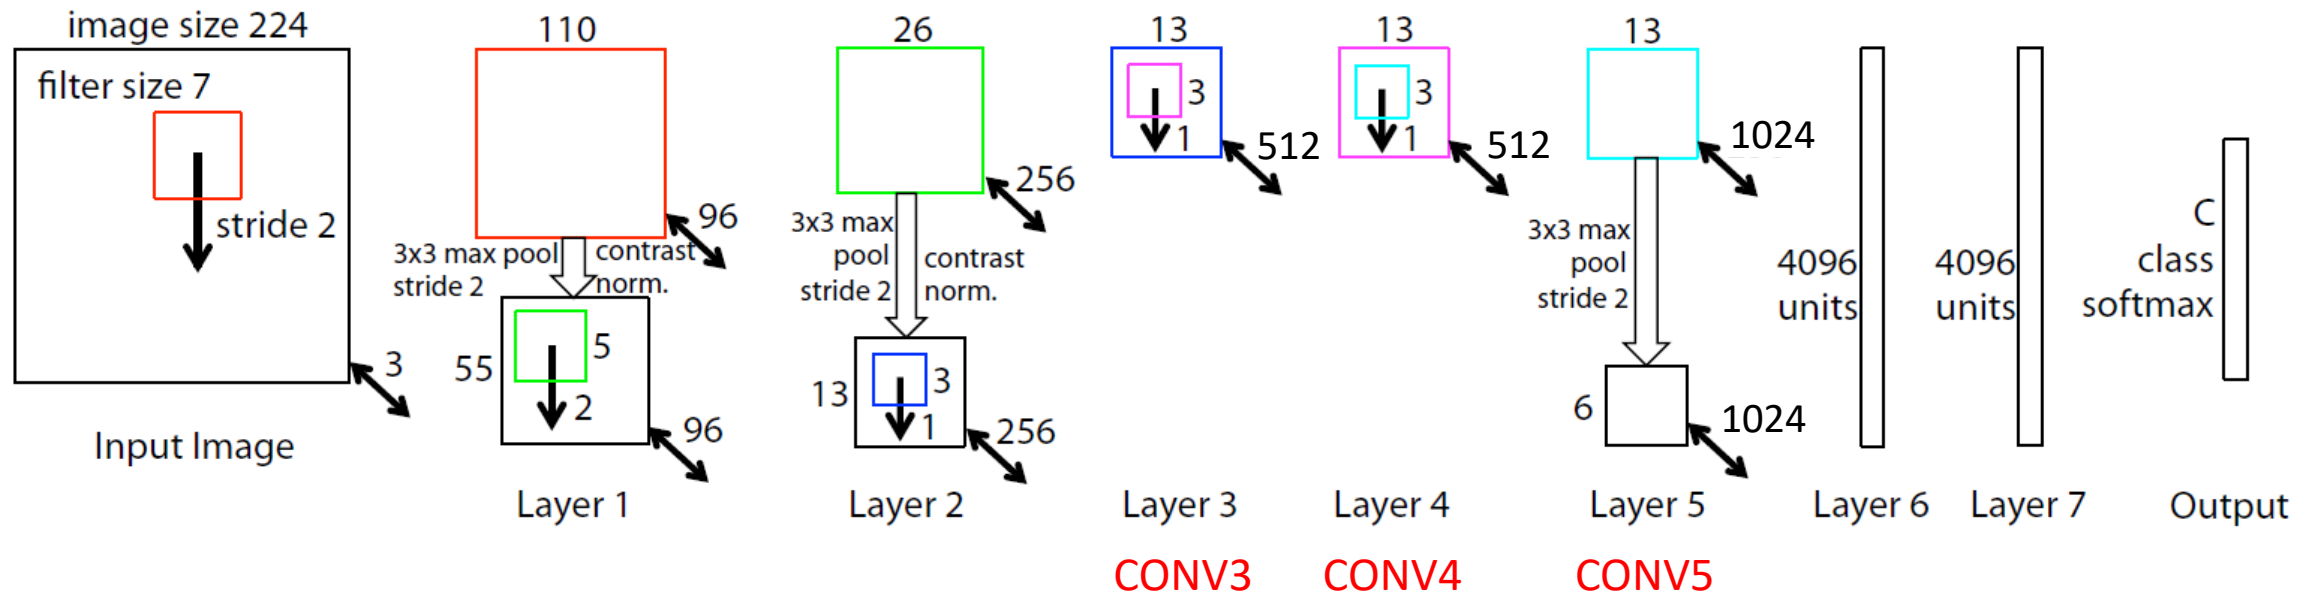 image size 224
filter size 7
stride 2
3
Input Image
110
96
3x3 max pool
stride 2
contrast
norm.
55
5
2
96
Layer 1
26
256
3x3 max
pool
stride 2
contrast
norm.
13
3
1
256
Layer 2
13
3
1
512
Layer 3
CONV3
13
3
1
512
Layer 4
CONV4
13
1024
3x3 max
pool
stride 2
6
1024
Layer 5
CONV5
4096
units
Layer 6
4096
units
Layer 7
C
class
softmax
Output